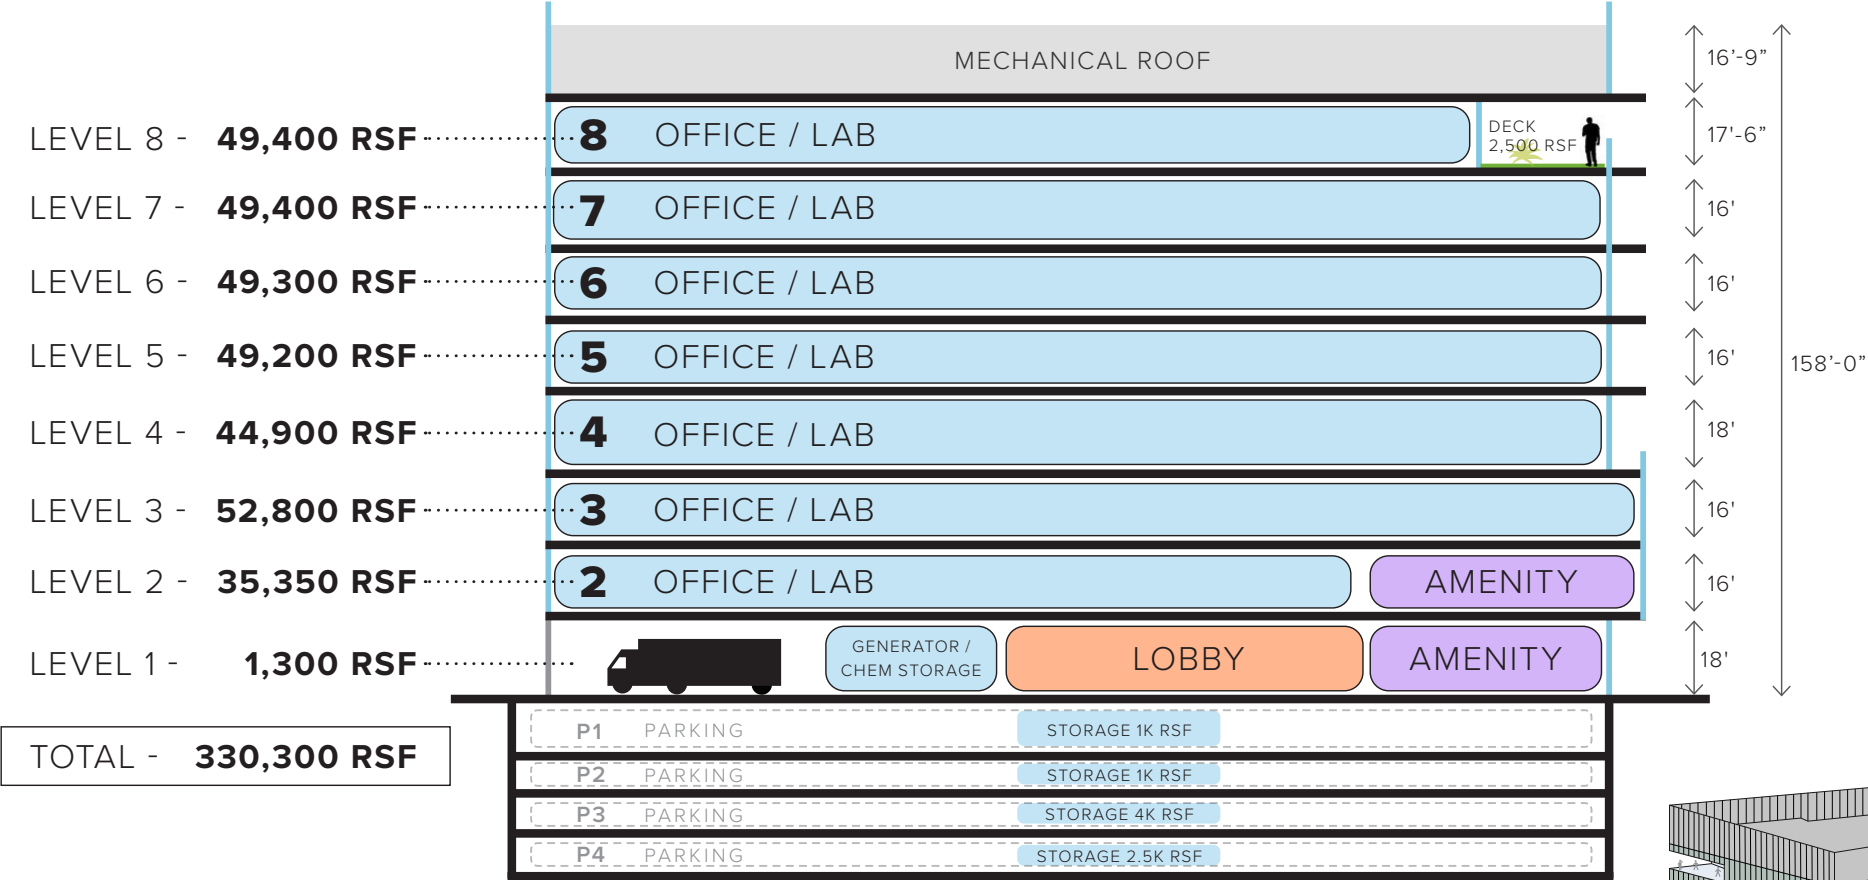 MECHANICAL ROOF
16'-9”
LEVEL 8 - 49,400 RSF 8 OFFICE / LAB
DECK
2,500 RSF
17'-6”
LEVEL 7 - 49,400 RSF 7 OFFICE / LAB 16'
LEVEL 6 - 49,300 RSF 6 OFFICE / LAB 16'
LEVEL 5 - 49,200 RSF 5 OFFICE / LAB 16'
158’-0”
LEVEL 4 - 44,900 RSF 4 OFFICE / LAB 18'
LEVEL 3 - 52,800 RSF 3 OFFICE / LAB 16'
LEVEL 2 - 35,350 RSF 2 OFFICE / LAB AMENITY 16'
LEVEL 1 - 1,300 RSF
GENERATOR /
CHEM STORAGE
LOBBY
AMENITY
18'
TOTAL - 330,300 RSF
P1 PARKING STORAGE 1K RSF
P2 PARKING STORAGE 1K RSF
P3 PARKING STORAGE 4K RSF
P4 PARKING STORAGE 2.5K RSF